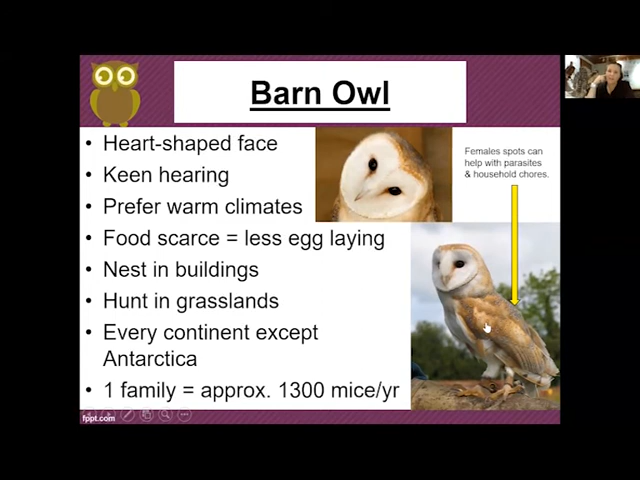 Barn Owl
• Heart-shaped face
• Keen hearing
• Prefer warm climates
• Food scarce = less egg laying
• Nest in buildings
• Hunt in grasslands
• Every continent except
Antarctica
• 1 family = approx. 1300 mice/yr
Females spots can
help with parasites
& household chores.
fppt.com